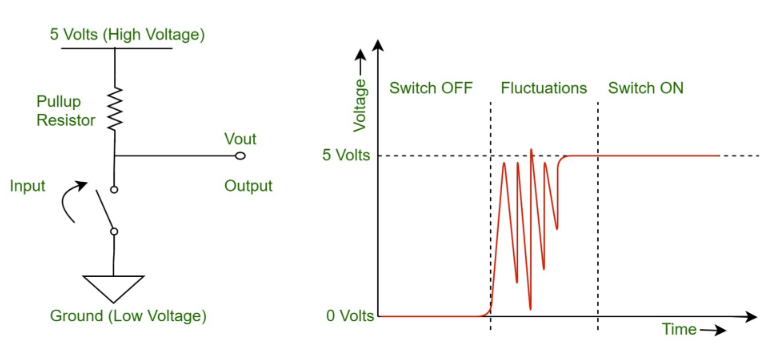 5 Volts (High Voltage)
Pullup
Resistor
Vout
Input
Output
Ground (Low Voltage)
Voltage
Switch OFF
Fluctuations
Switch ON
5 Volts
0 Volts
Time